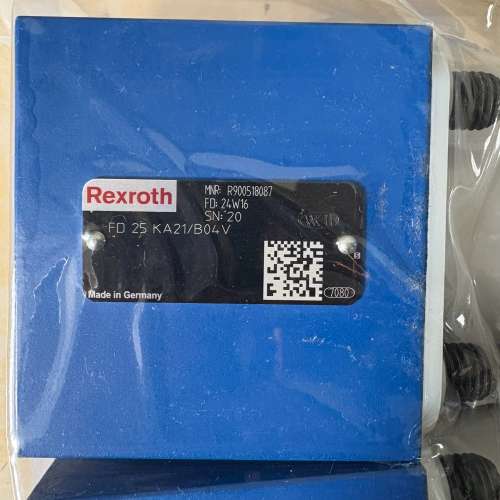 Rexroth
MNR: R900518087
FD: 24W16
SN: 20
FD 25 KA21/B04V
Made in Germany
7080